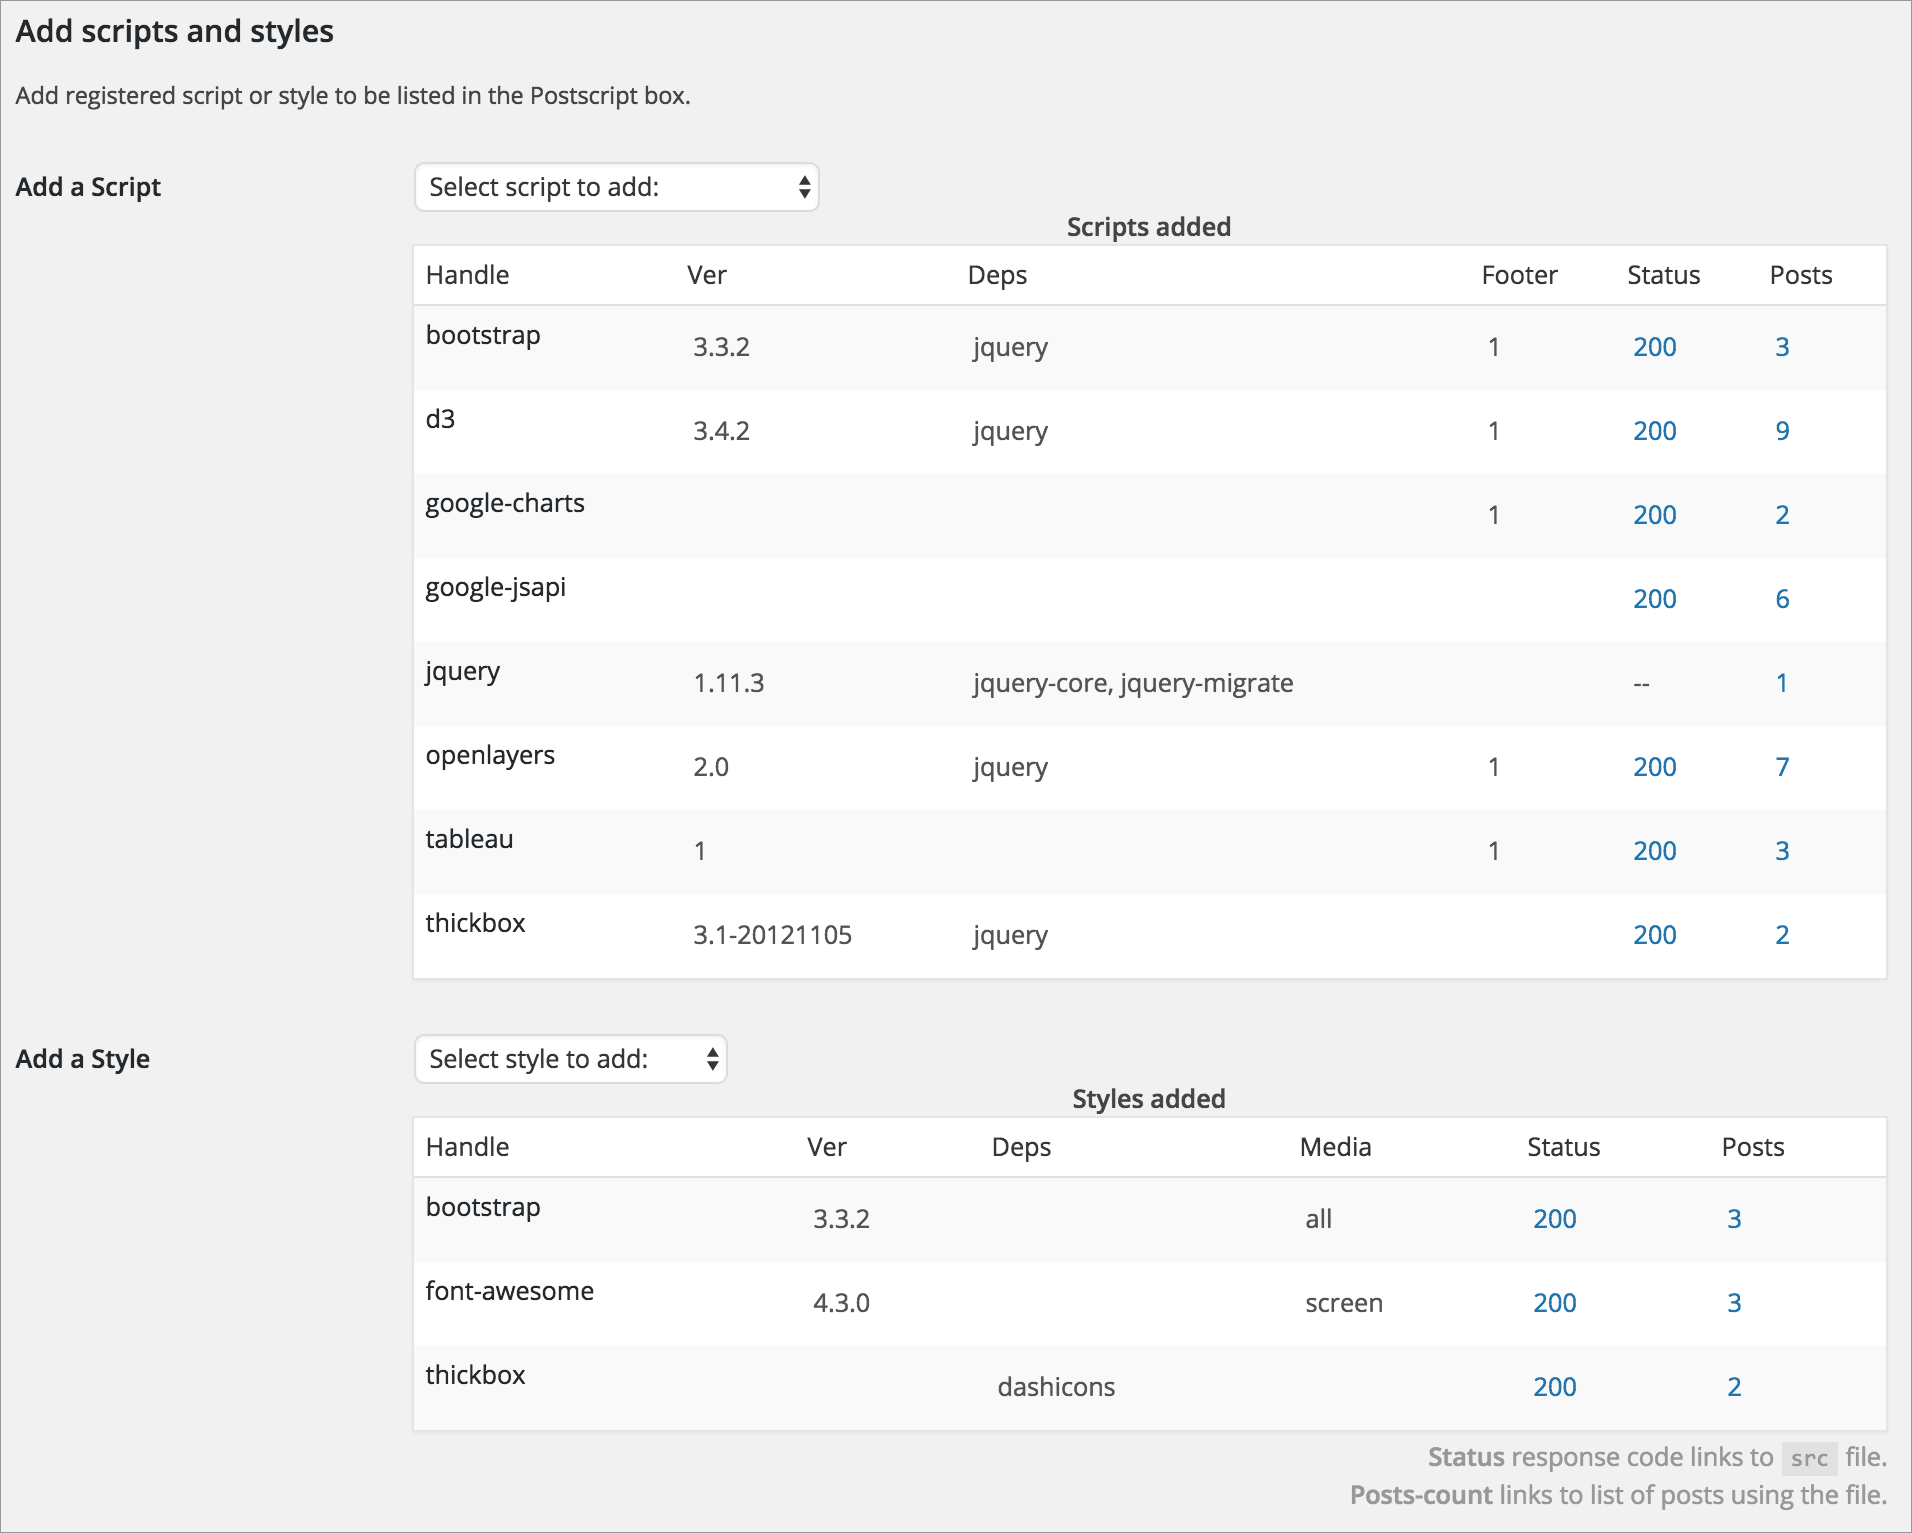 Add scripts and styles
Add registered script or style to be listed in the Postscript box.
Add a Script
Select script to add:
Scripts added
Handle Ver Deps Footer Status Posts
bootstrap 3.3.2 jquery 1 200 3
d3 3.4.2 jquery 1 200 9
google-charts 1 200 2
google-jsapi 200 6
jquery 1.11.3 jquery-core, jquery-migrate -- 1
openlayers 2.0 jquery 1 200 7
tableau 1 1 200 3
thickbox 3.1-20121105 jquery 200 2
Add a Style
Select style to add:
Styles added
Handle Ver Deps Media Status Posts
bootstrap 3.3.2 all 200 3
font-awesome 4.3.0 screen 200 3
thickbox dashicons 200 2
Status response code links to src file.
Posts-count links to list of posts using the file.